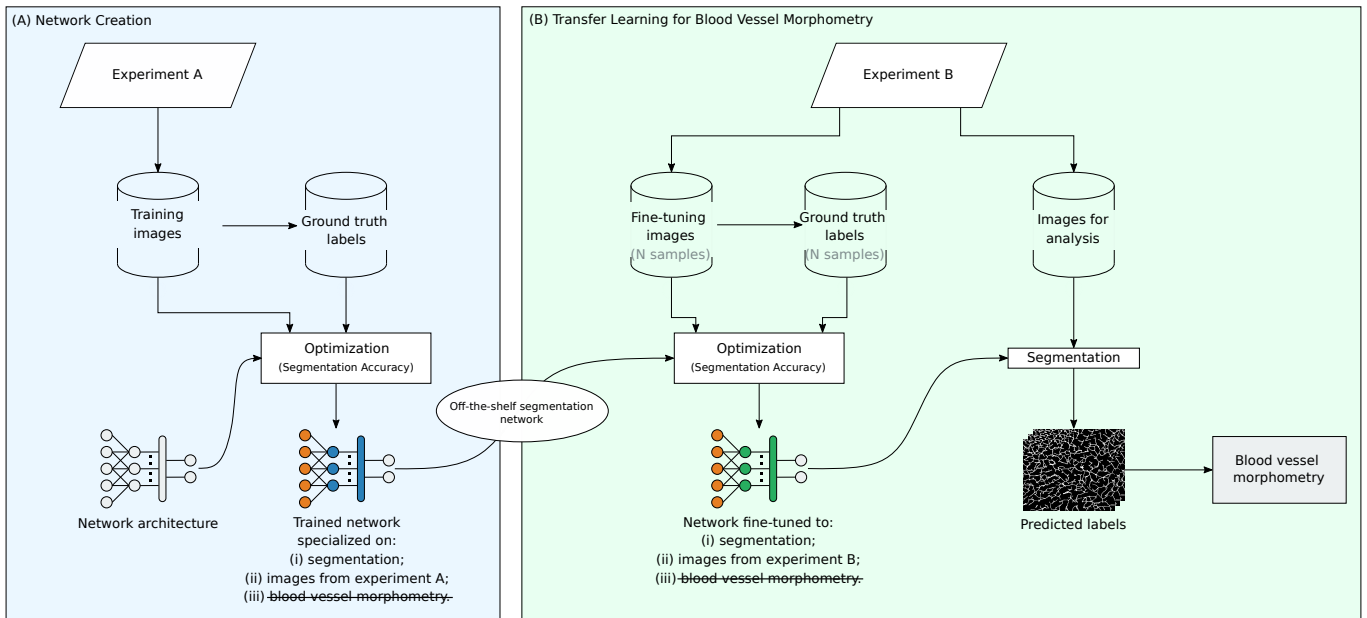 (A) Network Creation
Experiment A
Training
images
Ground truth
labels
Optimization
(Segmentation Accuracy)
Network architecture
Trained network
specialized on:
(i) segmentation;
(ii) images from experiment A;
(iii) blood vessel morphometry.
Off-the-shelf segmentation
network
(B) Transfer Learning for Blood Vessel Morphometry
Experiment B
Fine-tuning
images
(N samples)
Ground truth
labels
(N samples)
Images for
analysis
Optimization
(Segmentation Accuracy)
Segmentation
Network fine-tuned to:
(i) segmentation;
(ii) images from experiment B;
(iii) blood vessel morphometry.
Predicted labels
Blood vessel
morphometry